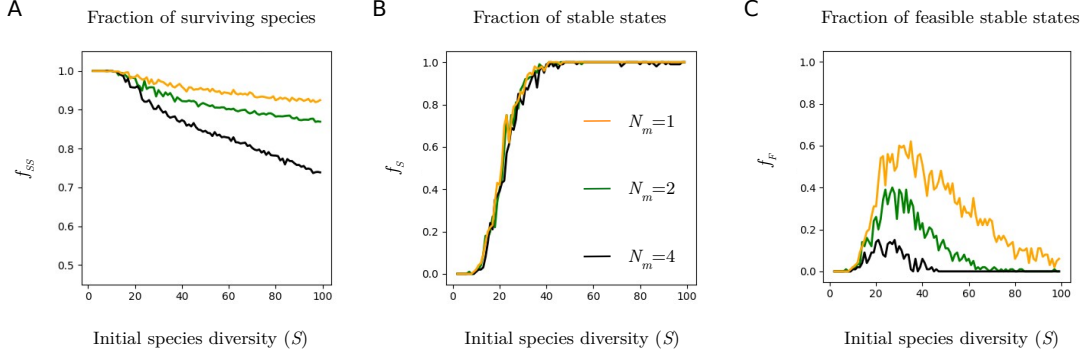 A
Fraction of surviving species
1.0
0.9
0.8
0.7
0.6
0.5
f_SS
0 20 40 60 80 100
Initial species diversity (S)
B
Fraction of stable states
1.0
0.8
0.6
0.4
0.2
0.0
f_S
N_m=1
N_m=2
N_m=4
0 20 40 60 80 100
Initial species diversity (S)
C
Fraction of feasible stable states
1.0
0.8
0.6
0.4
0.2
0.0
f_F
0 20 40 60 80 100
Initial species diversity (S)